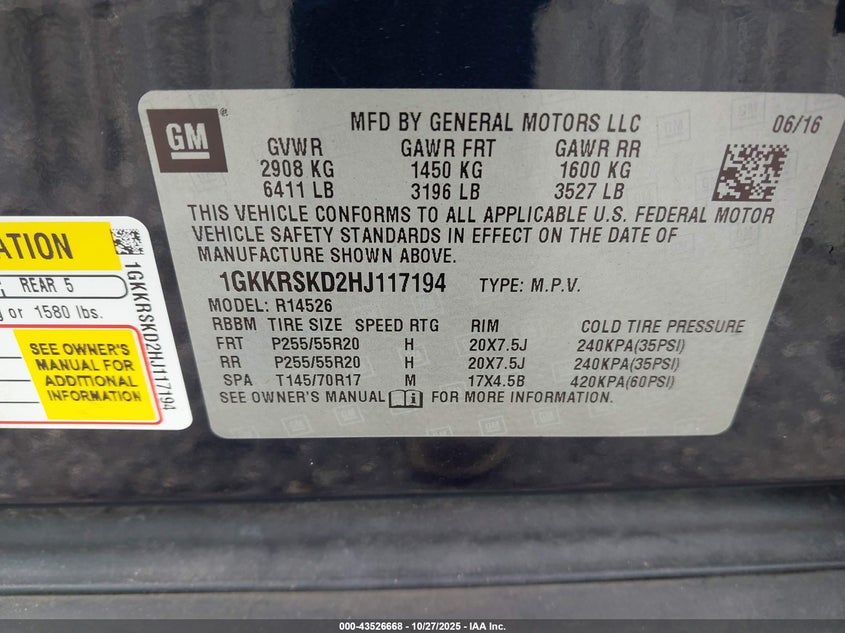 GM®
MFD BY GENERAL MOTORS LLC 06/16
GVWR GAWR FRT GAWR RR
2908 KG 1450 KG 1600 KG
6411 LB 3196 LB 3527 LB
THIS VEHICLE CONFORMS TO ALL APPLICABLE U.S. FEDERAL MOTOR
VEHICLE SAFETY STANDARDS IN EFFECT ON THE DATE OF
MANUFACTURE SHOWN ABOVE.
1GKKRSKD2HJ117194 TYPE: M.P.V.
MODEL: R14526
RBBM TIRE SIZE SPEED RTG RIM COLD TIRE PRESSURE
FRT P255/55R20 H 20X7.5J 240KPA(35PSI)
RR P255/55R20 H 20X7.5J 240KPA(35PSI)
SPA T145/70R17 M 17X4.5B 420KPA(60PSI)
SEE OWNER'S MANUAL FOR MORE INFORMATION.
ATION
REAR 5
or 1580 lbs.
SEE OWNER'S
MANUAL FOR
ADDITIONAL
INFORMATION
1GKKRSKD2HJ117194
000-43526668 - 10/27/2025 - IAA Inc.